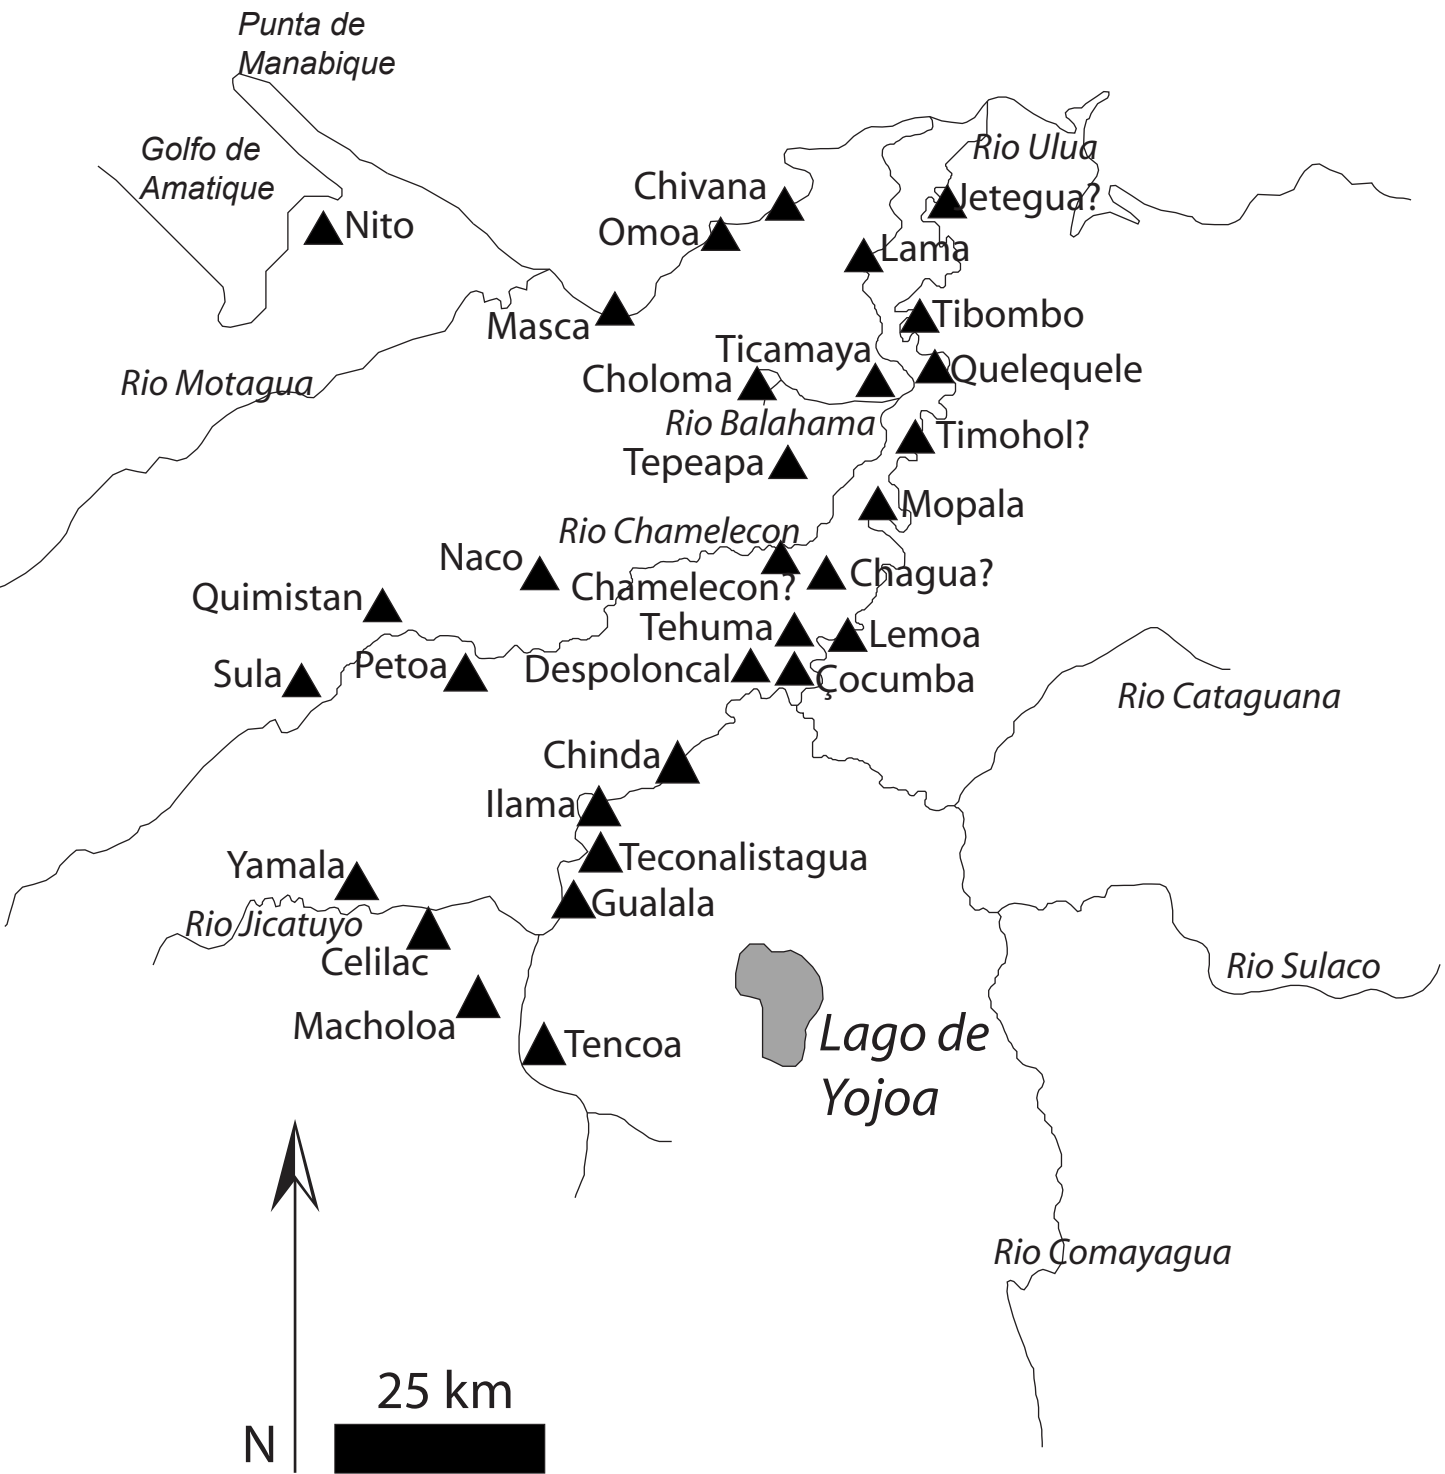 Punta de
Manabique
Golfo de
Amatique
Rio Ulua
Chivana
Jetegua?
Nito
Omoa
Lama
Masca
Tibombo
Ticamaya
Quelequele
Choloma
Rio Motagua
Rio Balahama
Timohol?
Tepeapa
Mopala
Rio Chamelecon
Naco
Chamelecon?
Chagua?
Quimistan
Tehuma
Lemoa
Sula
Petoa
Despoloncal
Çocumba
Rio Cataguana
Chinda
Ilama
Teconalistagua
Yamala
Gualala
Rio Jicatuyo
Celilac
Rio Sulaco
Macholoa
Tencoa
Lago de
Yojoa
Rio Comayagua
25 km
N